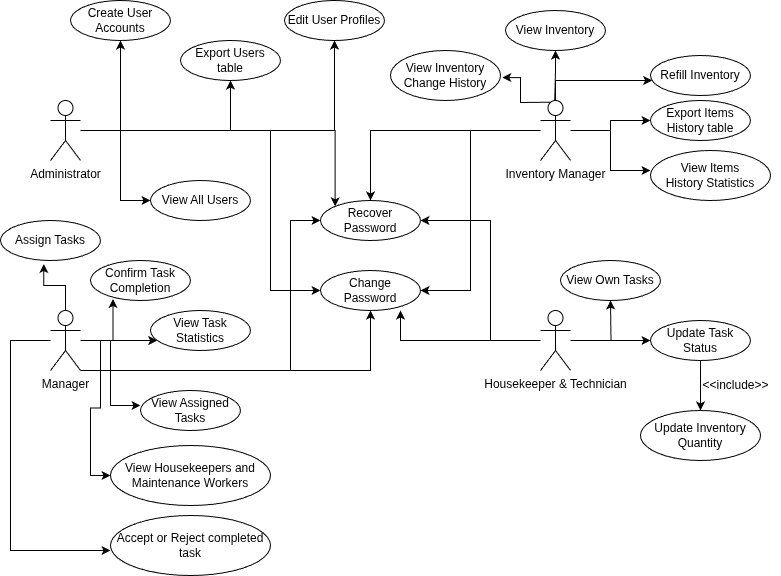 Create User
Accounts
Edit User Profiles
View Inventory
Export Users
table
View Inventory
Change History
Refill Inventory
Export Items
History table
Administrator
Inventory Manager
View Items
History Statistics
View All Users
Recover
Password
Assign Tasks
Confirm Task
Completion
Change
Password
View Own Tasks
View Task
Statistics
Update Task
Status
Manager
Housekeeper & Technician
<<include>>
View Assigned
Tasks
Update Inventory
Quantity
View Housekeepers and
Maintenance Workers
Accept or Reject completed
task